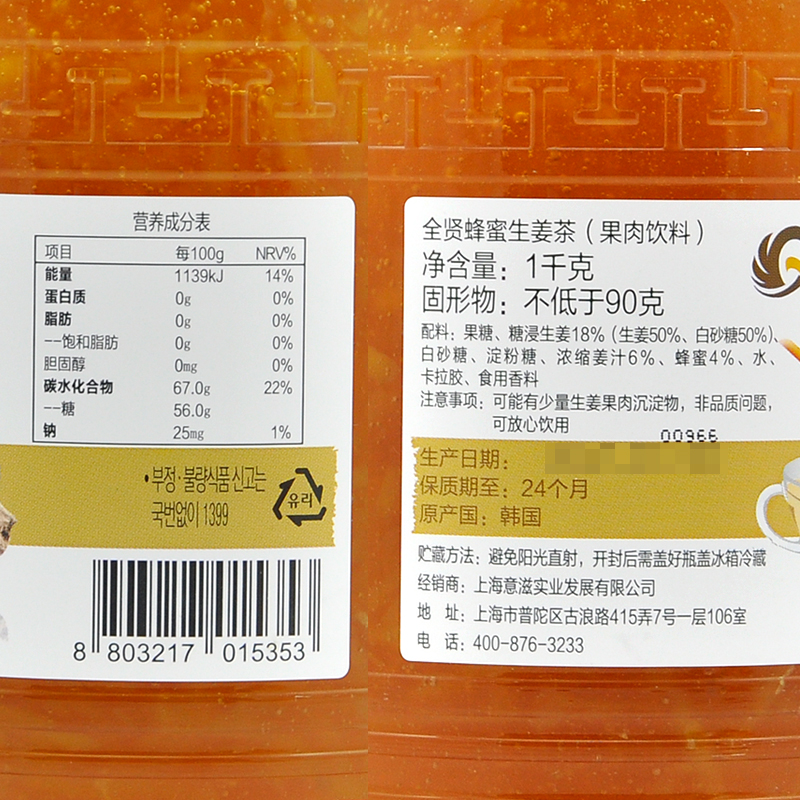 营养成分表
项目 每100g NRV%
能量 1139kJ 14%
蛋白质 0g 0%
脂肪 0g 0%
--饱和脂肪 0g 0%
胆固醇 0mg 0%
碳水化合物 67.0g 22%
--糖 56.0g
钠 25mg 1%
•부정·불량식품 신고는
국번없이 1399
유리
8 803217 015353
全贤蜂蜜生姜茶（果肉饮料）
净含量：1千克
固形物：不低于90克
配料：果糖、糖浸生姜18%（生姜50%、白砂糖50%)、
白砂糖、淀粉糖、浓缩姜汁6%、蜂蜜4%、水、
卡拉胶、食用香料
注意事项：可能有少量生姜果肉沉淀物，非品质问题，
可放心饮用
00966
生产日期：
保质期至：24个月
原产国：韩国
贮藏方法：避免阳光直射，开封后需盖好瓶盖冰箱冷藏
经销商：上海意滋实业发展有限公司
地 址：上海市普陀区古浪路415弄7号一层106室
电 话：400-876-3233